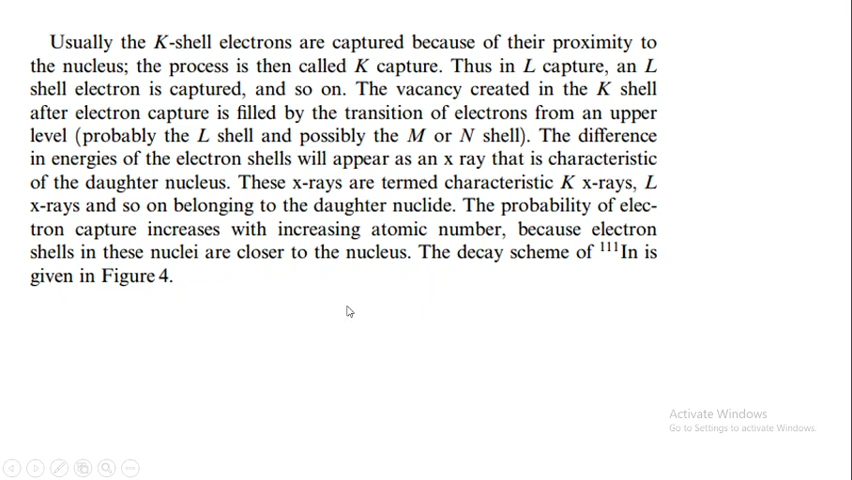 Usually the K-shell electrons are captured because of their proximity to
the nucleus; the process is then called K capture. Thus in L capture, an L
shell electron is captured, and so on. The vacancy created in the K shell
after electron capture is filled by the transition of electrons from an upper
level (probably the L shell and possibly the M or N shell). The difference
in energies of the electron shells will appear as an x ray that is characteristic
of the daughter nucleus. These x-rays are termed characteristic K x-rays, L
x-rays and so on belonging to the daughter nuclide. The probability of elec-
tron capture increases with increasing atomic number, because electron
shells in these nuclei are closer to the nucleus. The decay scheme of ¹¹¹In is
given in Figure 4.
Activate Windows
Go to Settings to activate Windows.